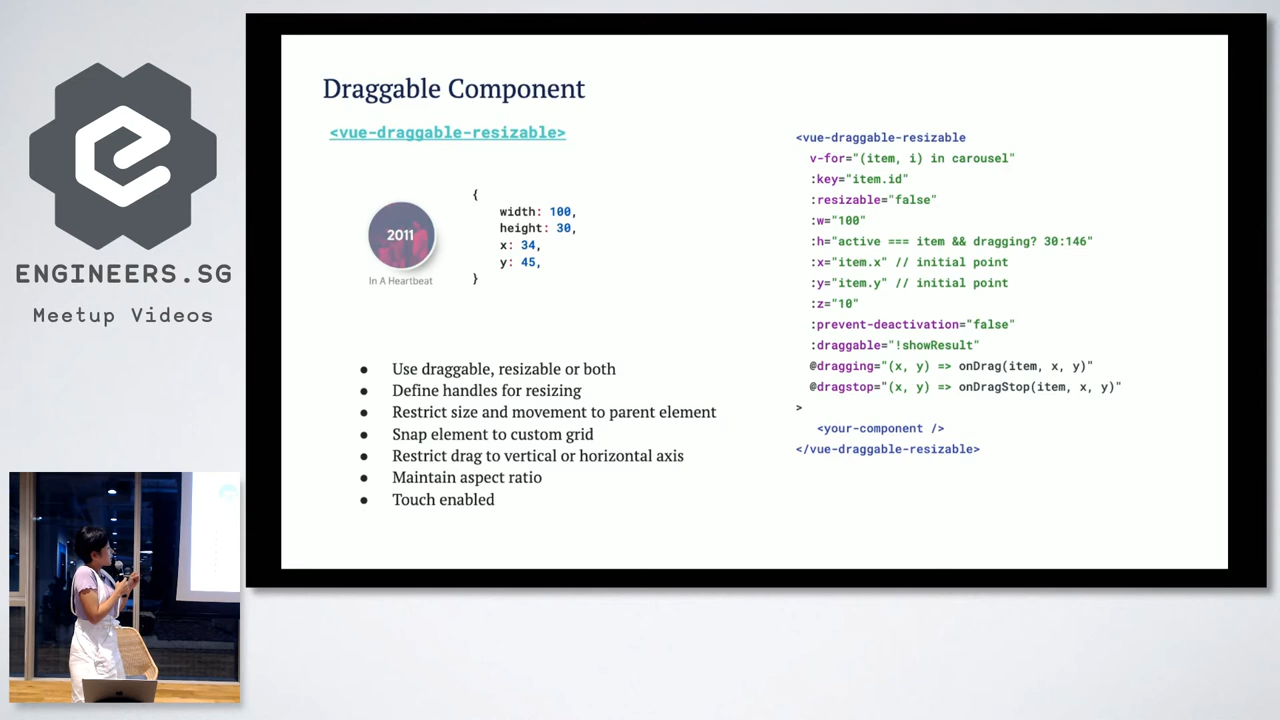 ENGINEERS.SG
Meetup Videos
Draggable Component
<vue-draggable-resizable>
2011
In A Heartbeat
{
width: 100,
height: 30,
x: 34,
y: 45,
}
● Use draggable, resizable or both
● Define handles for resizing
● Restrict size and movement to parent element
● Snap element to custom grid
● Restrict drag to vertical or horizontal axis
● Maintain aspect ratio
● Touch enabled
<vue-draggable-resizable
v-for="(item, i) in carousel"
:key="item.id"
:resizable="false"
:w="100"
:h="active === item && dragging? 30:146"
:x="item.x" // initial point
:y="item.y" // initial point
:z="10"
:prevent-deactivation="false"
:draggable="!showResult"
@dragging="(x, y) => onDrag(item, x, y)"
@dragstop="(x, y) => onDragStop(item, x, y)"
>
<your-component />
</vue-draggable-resizable>